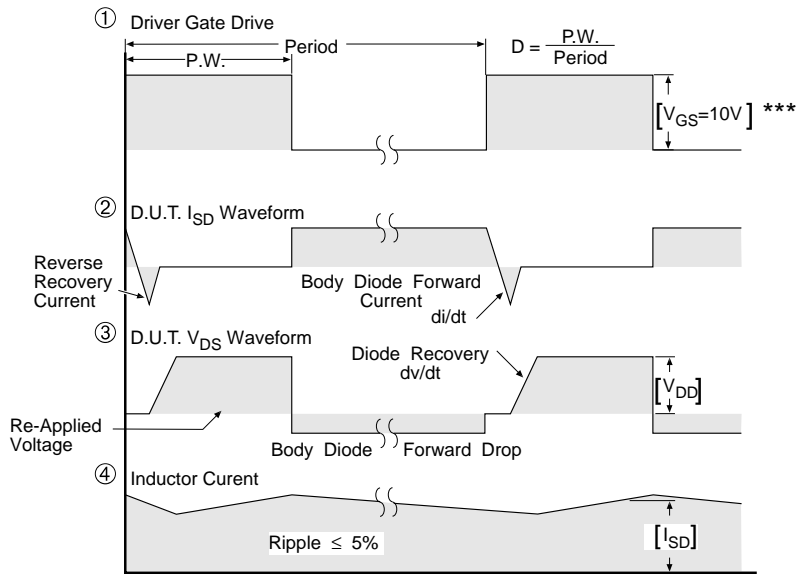 ① Driver Gate Drive
P.W.
Period
D = P.W.
Period
[VGS=10V] ***
② D.U.T. ISD Waveform
Reverse
Recovery
Current
Body Diode Forward
Current
di/dt
③ D.U.T. VDS Waveform
Diode Recovery
dv/dt
[VDD]
Re-Applied
Voltage
Body Diode Forward Drop
④ Inductor Curent
Ripple ≤ 5%
[ISD]